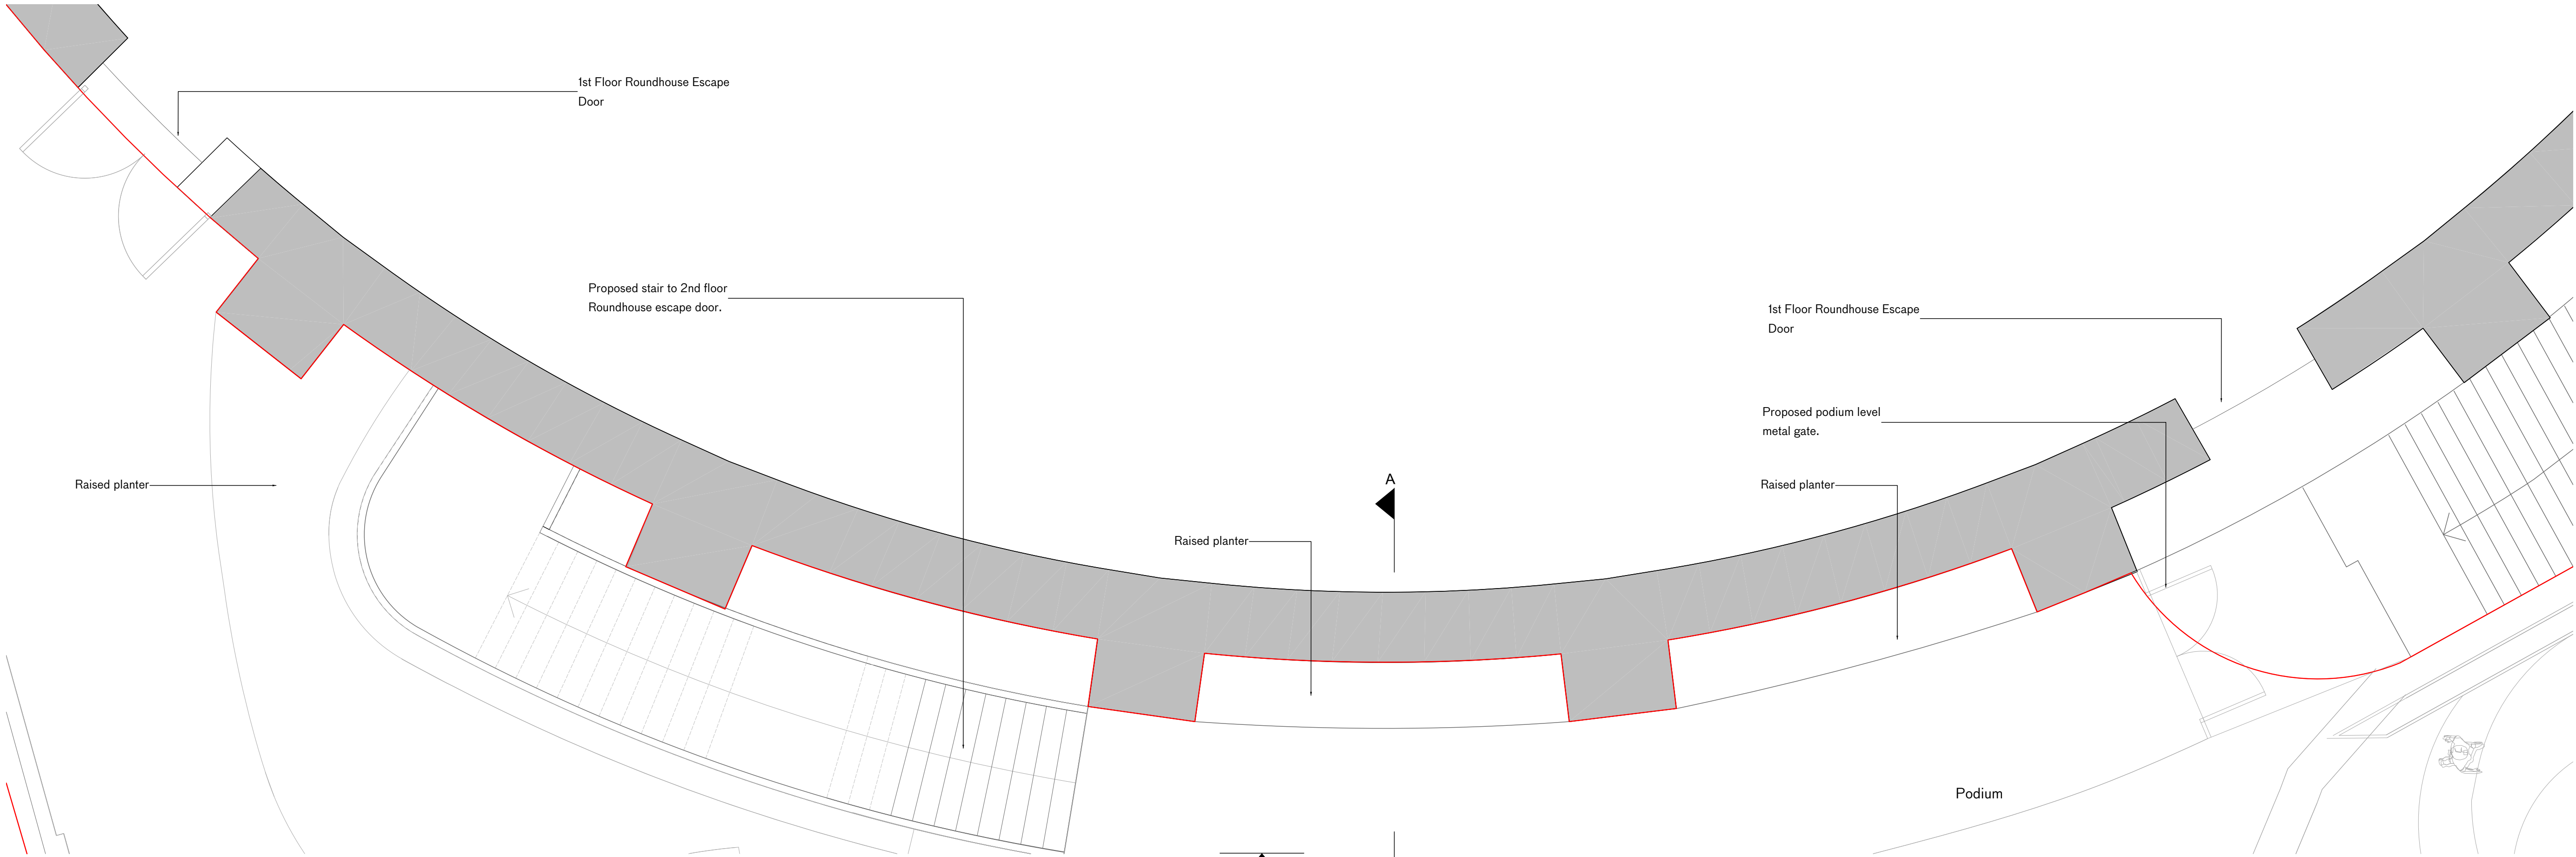 1st Floor Roundhouse Escape
Door
Proposed stair to 2nd floor
Roundhouse escape door.
1st Floor Roundhouse Escape
Door
Proposed podium level
metal gate.
Raised planter
A
Raised planter
Raised planter
Podium